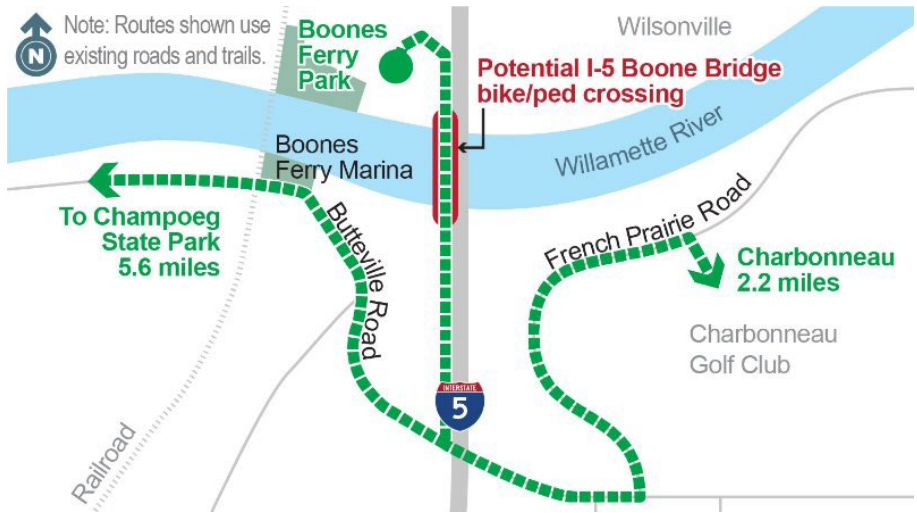 Note: Routes shown use
existing roads and trails.
N
Boones
Ferry
Park
Wilsonville
Potential I-5 Boone Bridge
bike/ped crossing
Willamette River
Boones
Ferry Marina
To Champoeg
State Park
5.6 miles
Butteville Road
French Prairie Road
Charbonneau
2.2 miles
Charbonneau
Golf Club
INTERSTATE
5
Railroad